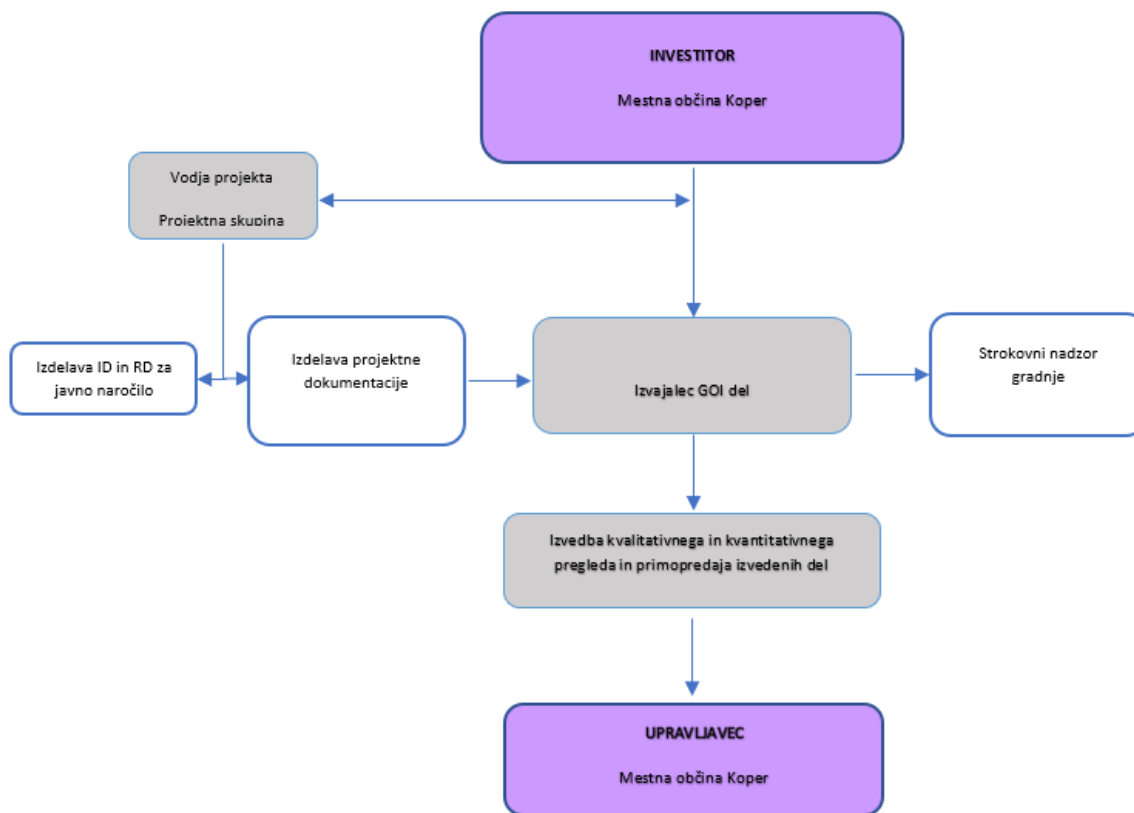 INVESTITOR
Mestna občina Koper
Vodja projekta
Projektna skupina
Izdelava ID in RD za
javno naročilo
Izdelava projektne
dokumentacije
Izvajalec GOI del
Strokovni nadzor
gradnje
Izvedba kvalitativnega in kvantitativnega
pregleda in primopredaja izvedenih del
UPRAVLJAVEC
Mestna občina Koper